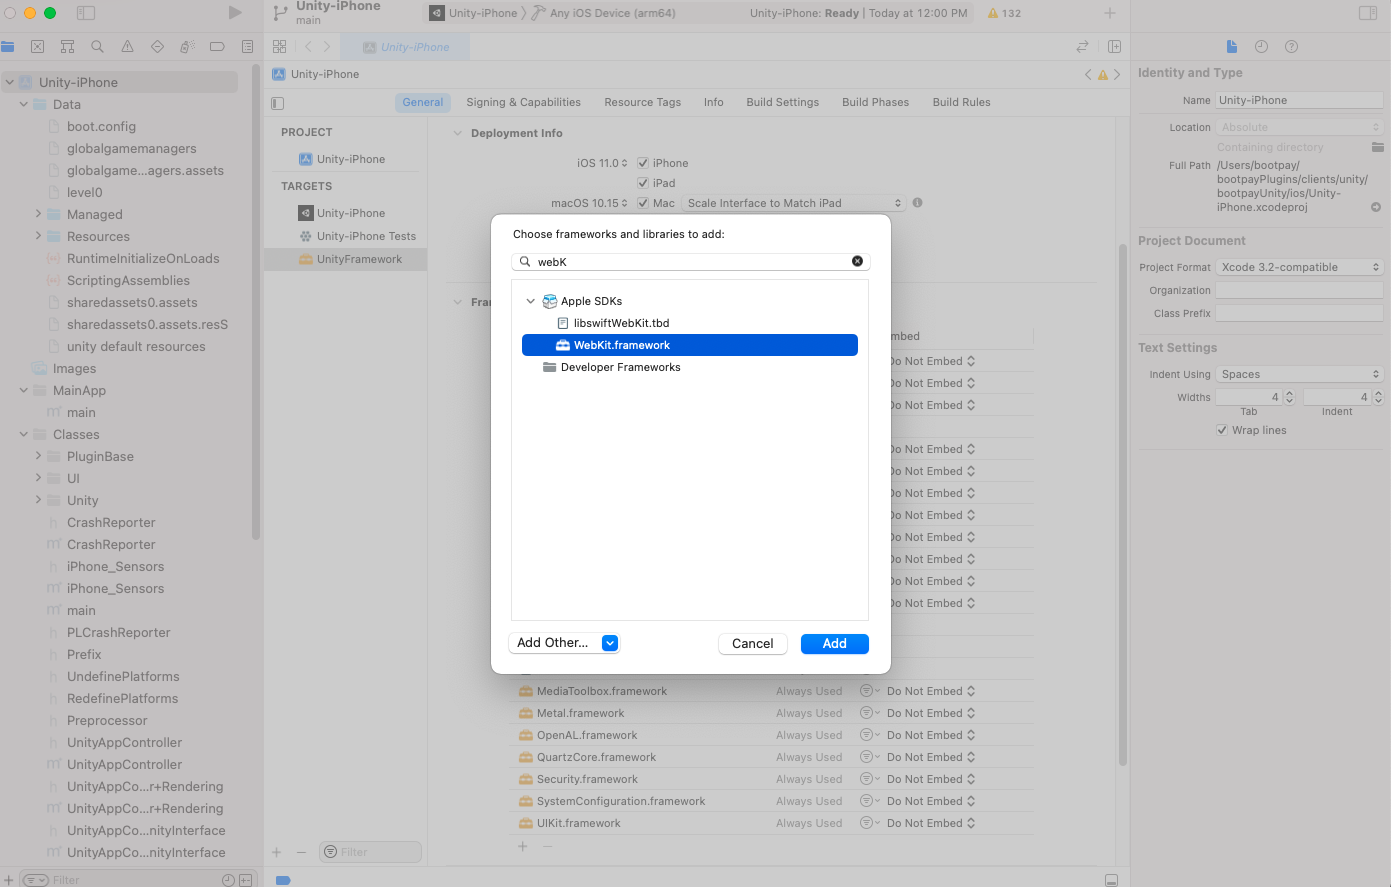 Unity-iPhone
main
Unity-iPhone
Any iOS Device (arm64)
Unity-iPhone: Ready | Today at 12:00 PM
132
Unity-iPhone
Unity-iPhone
General
Signing & Capabilities
Resource Tags
Info
Build Settings
Build Phases
Build Rules
Unity-iPhone
Data
boot.config
globalgamemanagers
globalgame...agers.assets
level0
Managed
Resources
RuntimeInitializeOnLoads
ScriptingAssemblies
sharedassets0.assets
sharedassets0.assets.resS
unity default resources
Images
MainApp
main
Classes
PluginBase
UI
Unity
CrashReporter
CrashReporter
iPhone_Sensors
iPhone_Sensors
main
PLCrashReporter
Prefix
UndefinePlatforms
RedefinePlatforms
Preprocessor
UnityAppController
UnityAppController
UnityAppCo...r+Rendering
UnityAppCo...r+Rendering
UnityAppCo...nityInterface
UnityAppCo...nityInterface
Filter
PROJECT
Unity-iPhone
TARGETS
Unity-iPhone
Unity-iPhone Tests
UnityFramework
Filter
Deployment Info
iOS 11.0
iPhone
iPad
macOS 10.15
Mac
Scale Interface to Match iPad
Choose frameworks and libraries to add:
webK
Apple SDKs
libswiftWebKit.tbd
WebKit.framework
Developer Frameworks
Add Other...
Cancel
Add
Fra
mbed
Do Not Embed
Do Not Embed
Do Not Embed
Do Not Embed
Do Not Embed
Do Not Embed
Do Not Embed
Do Not Embed
Do Not Embed
Do Not Embed
Do Not Embed
MediaToolbox.framework Always Used Do Not Embed
Metal.framework Always Used Do Not Embed
OpenAL.framework Always Used Do Not Embed
QuartzCore.framework Always Used Do Not Embed
Security.framework Always Used Do Not Embed
SystemConfiguration.framework Always Used Do Not Embed
UIKit.framework Always Used Do Not Embed
Identity and Type
Name Unity-iPhone
Location Absolute
Containing directory
Full Path /Users/bootpay/
bootpayPlugins/clients/unity/
bootpayUnity/ios/Unity-
iPhone.xcodeproj
Project Document
Project Format Xcode 3.2-compatible
Organization
Class Prefix
Text Settings
Indent Using Spaces
Widths 4 4
Tab Indent
Wrap lines